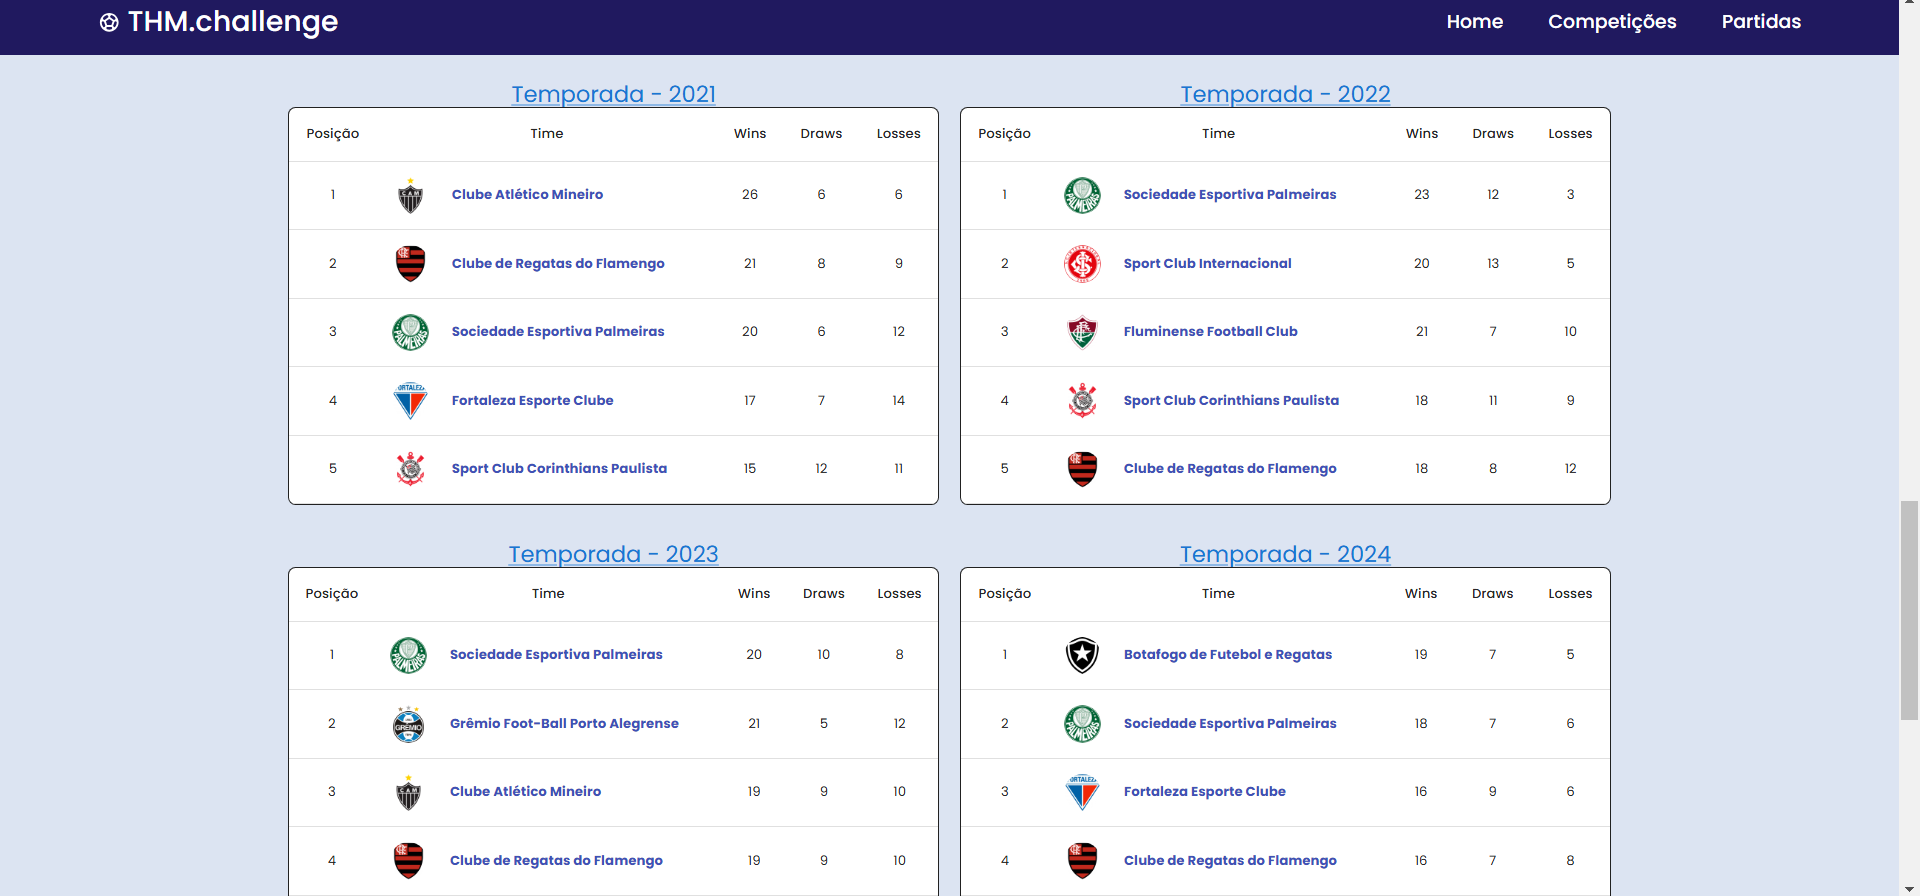 THM.challenge
Home Competições Partidas
Temporada - 2021
Posição Time Wins Draws Losses
1 CAM Clube Atlético Mineiro 26 6 6
2 Clube de Regatas do Flamengo 21 8 9
3 PALMEIRAS Sociedade Esportiva Palmeiras 20 6 12
4 FORTALEZA Fortaleza Esporte Clube 17 7 14
5 Sport Club Corinthians Paulista 15 12 11
Temporada - 2022
Posição Time Wins Draws Losses
1 PALMEIRAS Sociedade Esportiva Palmeiras 23 12 3
2 Sport Club Internacional 20 13 5
3 Fluminense Football Club 21 7 10
4 Sport Club Corinthians Paulista 18 11 9
5 Clube de Regatas do Flamengo 18 8 12
Temporada - 2023
Posição Time Wins Draws Losses
1 PALMEIRAS Sociedade Esportiva Palmeiras 20 10 8
2 GRÊMIO Grêmio Foot-Ball Porto Alegrense 21 5 12
3 CAM Clube Atlético Mineiro 19 9 10
4 Clube de Regatas do Flamengo 19 9 10
Temporada - 2024
Posição Time Wins Draws Losses
1 Botafogo de Futebol e Regatas 19 7 5
2 PALMEIRAS Sociedade Esportiva Palmeiras 18 7 6
3 FORTALEZA Fortaleza Esporte Clube 16 9 6
4 Clube de Regatas do Flamengo 16 7 8